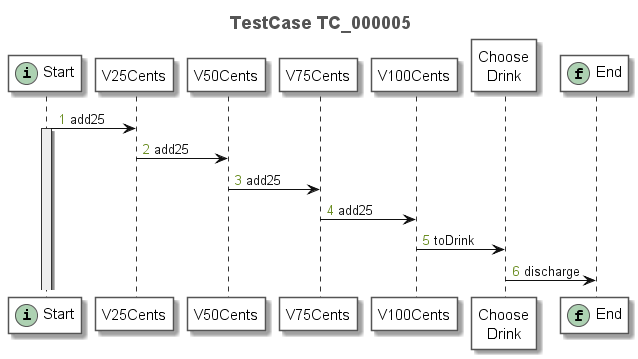 TestCase TC_000005
i Start
V25Cents
V50Cents
V75Cents
V100Cents
Choose
Drink
f End
1 add25
2 add25
3 add25
4 add25
5 toDrink
6 discharge
i Start
V25Cents
V50Cents
V75Cents
V100Cents
Choose
Drink
f End